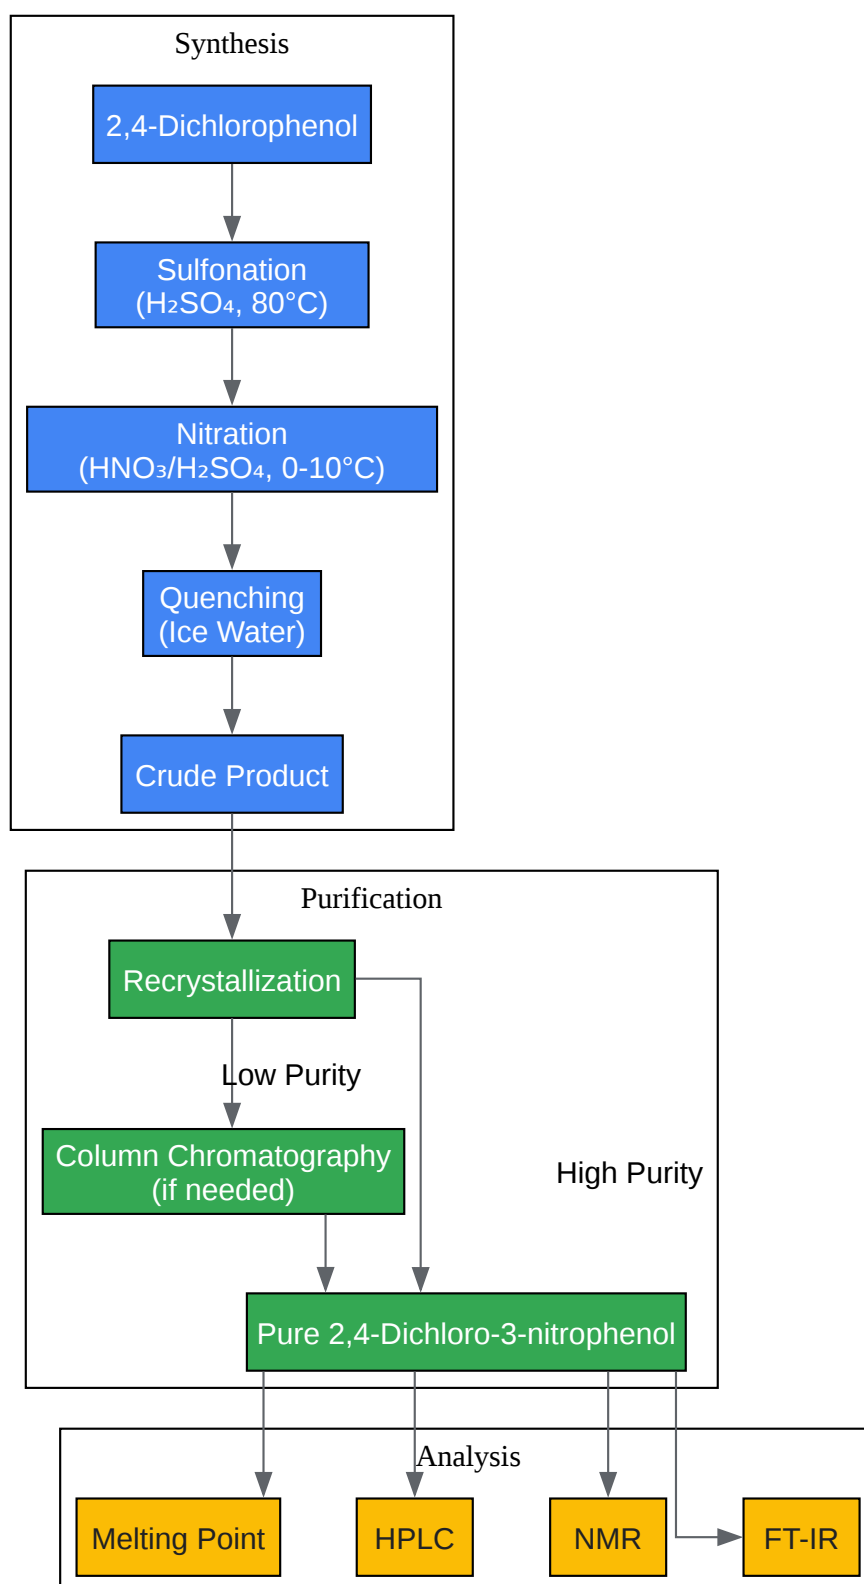 Synthesis
2,4-Dichlorophenol
Sulfonation
(H₂SO₄, 80°C)
Nitration
(HNO₃/H₂SO₄, 0-10°C)
Quenching
(Ice Water)
Crude Product
Purification
Recrystallization
Low Purity
Column Chromatography
(if needed)
High Purity
Pure 2,4-Dichloro-3-nitrophenol
Analysis
Melting Point
HPLC
NMR
FT-IR